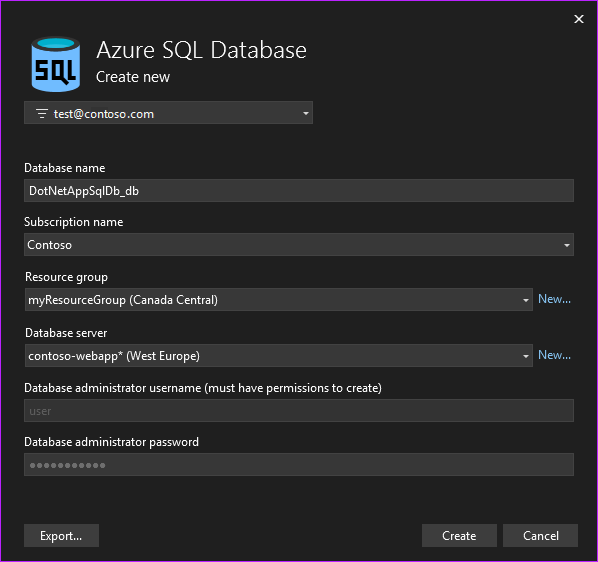 SQL
Azure SQL Database
Create new
test@contoso.com
Database name
DotNetAppSqlDb_db
Subscription name
Contoso
Resource group
myResourceGroup (Canada Central)
New...
Database server
contoso-webapp* (West Europe)
New...
Database administrator username (must have permissions to create)
user
Database administrator password
●●●●●●●●●●●
Export...
Create
Cancel